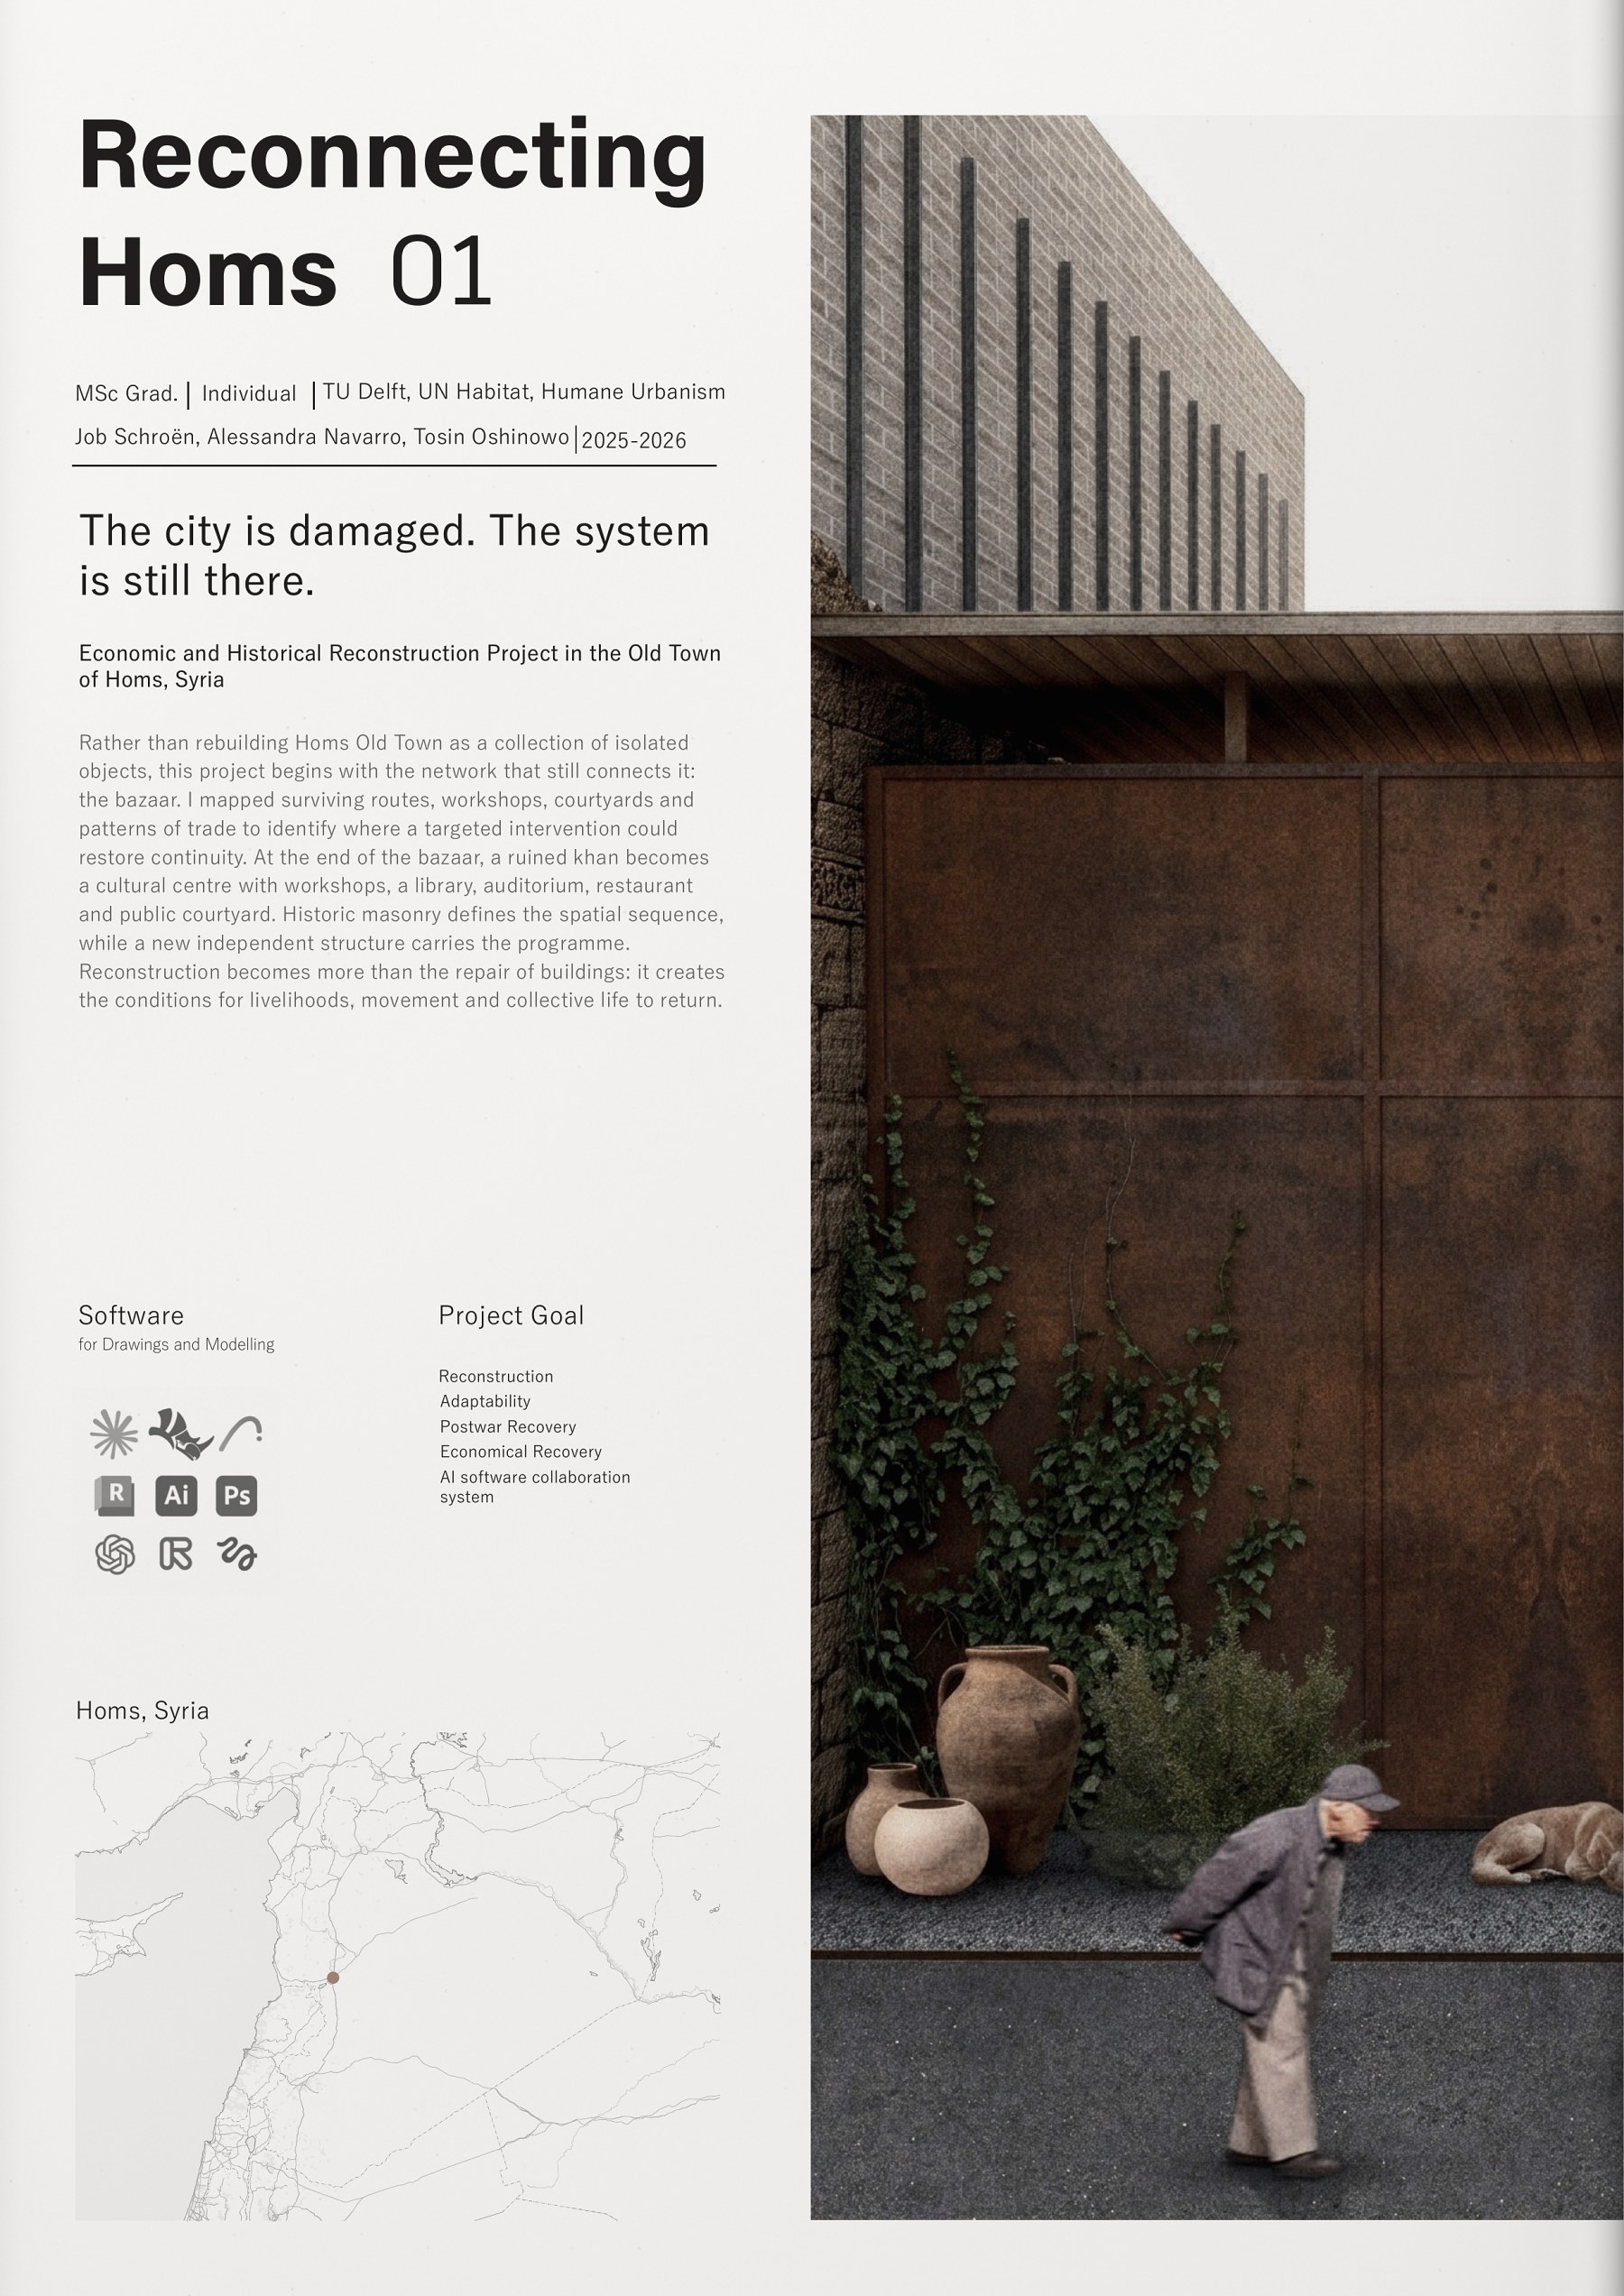 Reconnecting
Homs 01
MSc Grad. | Individual | TU Delft, UN Habitat, Humane Urbanism
Job Schroën, Alessandra Navarro, Tosin Oshinowo | 2025-2026
The city is damaged. The system
is still there.
Economic and Historical Reconstruction Project in the Old Town
of Homs, Syria
Rather than rebuilding Homs Old Town as a collection of isolated
objects, this project begins with the network that still connects it:
the bazaar. I mapped surviving routes, workshops, courtyards and
patterns of trade to identify where a targeted intervention could
restore continuity. At the end of the bazaar, a ruined khan becomes
a cultural centre with workshops, a library, auditorium, restaurant
and public courtyard. Historic masonry defines the spatial sequence,
while a new independent structure carries the programme.
Reconstruction becomes more than the repair of buildings: it creates
the conditions for livelihoods, movement and collective life to return.
Software
for Drawings and Modelling
R Ai Ps
Project Goal
Reconstruction
Adaptability
Postwar Recovery
Economical Recovery
AI software collaboration
system
Homs, Syria